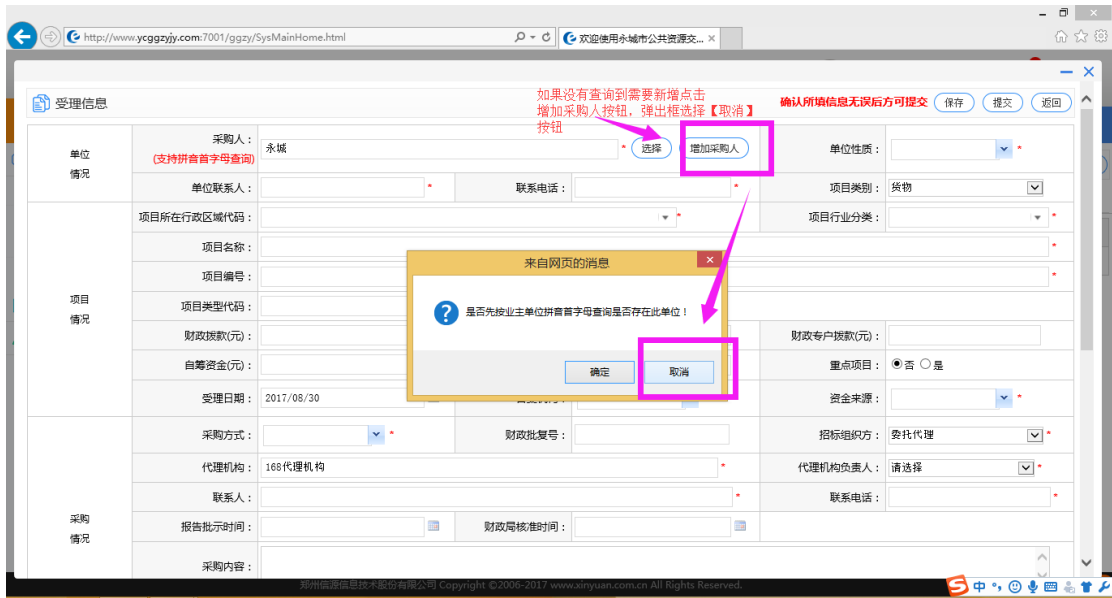 http://www.ycggzyjy.com:7001/ggzy/SysMainHome.html
欢迎使用永城市公共资源交...
受理信息
如果没有查询到需要新增点击
增加采购人按钮，弹出框选择【取消】
按钮
确认所填信息无误后方可提交 保存 提交 返回
单位
情况
采购人：
(支持拼音首字母查询)
永城 * 选择 增加采购人 单位性质： *
单位联系人： * 联系电话： * 项目类别： 货物
项目
情况
项目所在行政区域代码： * 项目行业分类： *
项目名称： *
项目编号： *
项目类型代码：
财政拨款(元)： 财政专户拨款(元)：
自筹资金(元)： 重点项目： 否 是
受理日期： 2017/08/30 资金来源： *
来自网页的消息
是否先按业主单位拼音首字母查询是否存在此单位！
确定 取消
采购
情况
采购方式： * 财政批复号： 招标组织方： 委托代理 *
代理机构： 168代理机构 * 代理机构负责人： 请选择 *
联系人： * 联系电话： *
报告批示时间： 财政局核准时间：
采购内容：
郑州信源信息技术股份有限公司 Copyright ©2006-2017 www.xinyuan.com.cn All Rights Reserved.
中